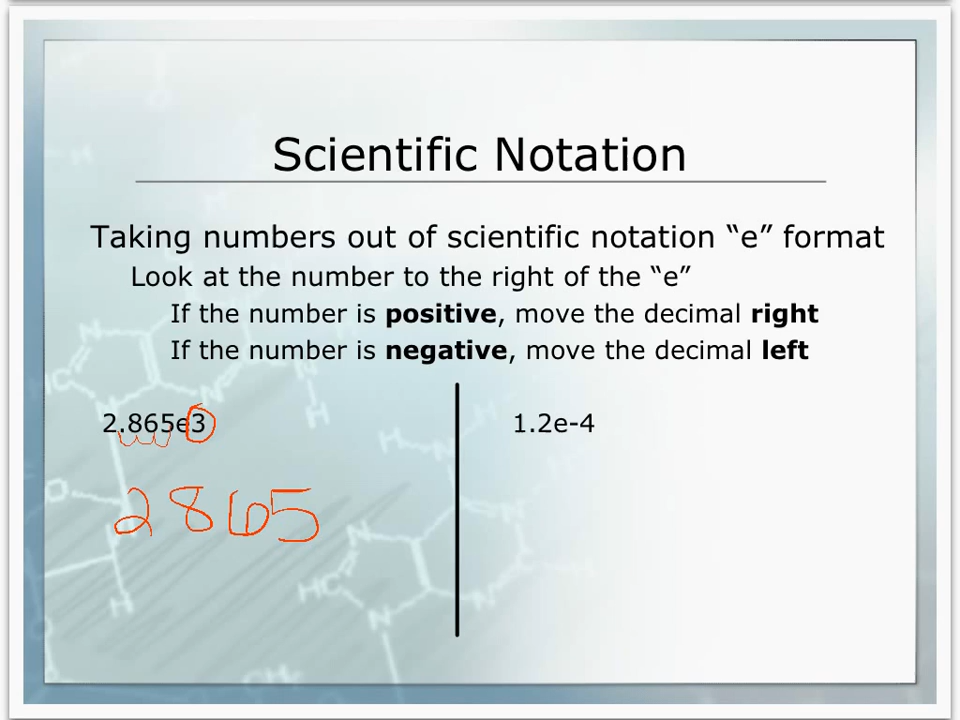 Scientific Notation
Taking numbers out of scientific notation “e” format
Look at the number to the right of the “e”
If the number is positive, move the decimal right
If the number is negative, move the decimal left
2.865e3
2865
1.2e-4
HC
N
N
H
O
H
N
HC
N
H